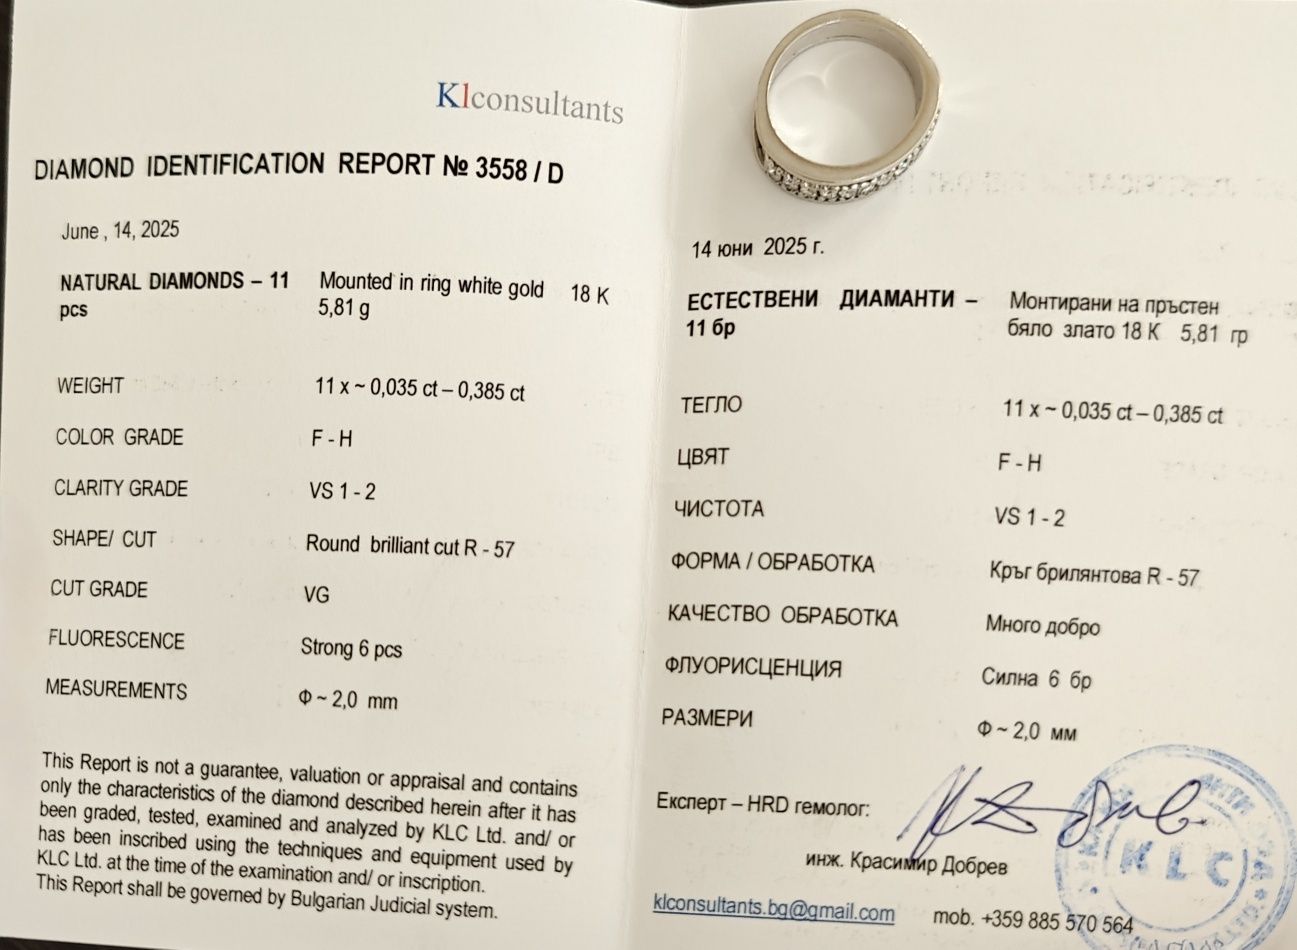 Klconsultants
DIAMOND IDENTIFICATION REPORT № 3558 / D
June , 14, 2025
NATURAL DIAMONDS – 11 pcs
Mounted in ring white gold 18 K
5,81 g
WEIGHT 11 x ~ 0,035 ct – 0,385 ct
COLOR GRADE F - H
CLARITY GRADE VS 1 - 2
SHAPE/ CUT Round brilliant cut R - 57
CUT GRADE VG
FLUORESCENCE Strong 6 pcs
MEASUREMENTS Φ ~ 2,0 mm
This Report is not a guarantee, valuation or appraisal and contains
only the characteristics of the diamond described herein after it has
been graded, tested, examined and analyzed by KLC Ltd. and/ or
has been inscribed using the techniques and equipment used by
KLC Ltd. at the time of the examination and/ or inscription.
This Report shall be governed by Bulgarian Judicial system.
14 юни 2025 г.
ЕСТЕСТВЕНИ ДИАМАНТИ –
11 бр
Монтирани на пръстен
бяло злато 18 К 5,81 гр
ТЕГЛО 11 x ~ 0,035 ct – 0,385 ct
ЦВЯТ F - H
ЧИСТОТА VS 1 - 2
ФОРМА / ОБРАБОТКА Кръг брилянтова R - 57
КАЧЕСТВО ОБРАБОТКА Много добро
ФЛУОРИСЦЕНЦИЯ Силна 6 бр
РАЗМЕРИ Φ ~ 2,0 мм
Експерт – HRD гемолог:
инж. Красимир Добрев
klconsultants.bg@gmail.com mob. +359 885 570 564
KLC